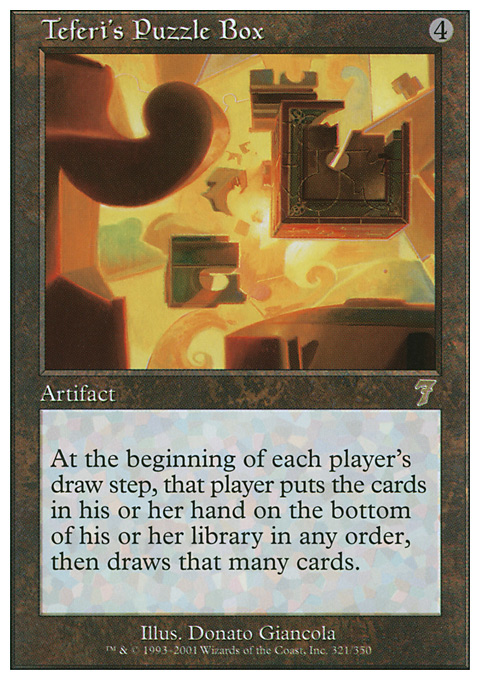 Teferi's Puzzle Box 4
Artifact
At the beginning of each player's
draw step, that player puts the cards
in his or her hand on the bottom
of his or her library in any order,
then draws that many cards.
Illus. Donato Giancola
™ & © 1993-2001 Wizards of the Coast, Inc. 321/350